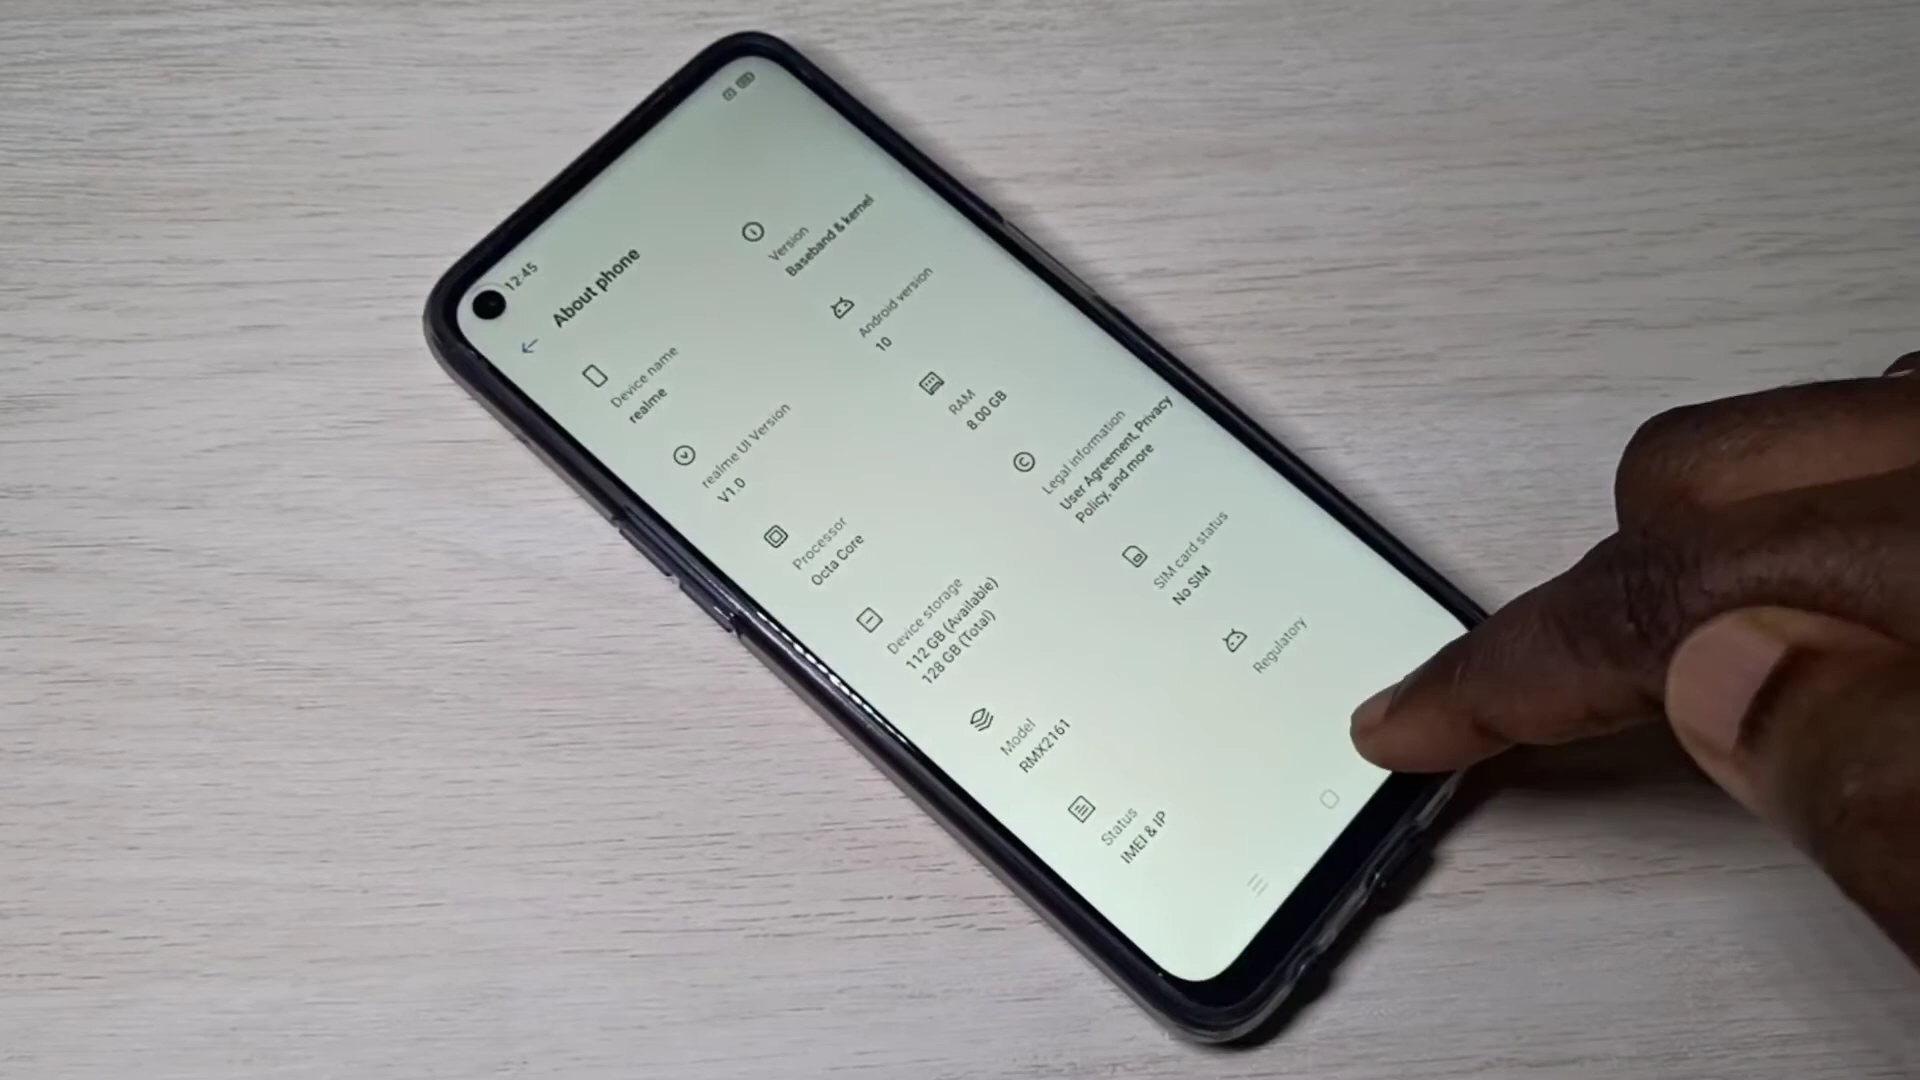 12:45
About phone
Device name
realme
Version
Baseband & kernel
realme UI Version
V1.0
Android version
10
Processor
Octa Core
RAM
8.00 GB
Device storage
112 GB (Available)
128 GB (Total)
Legal information
User Agreement, Privacy
Policy, and more
Model
RMX2161
SIM card status
No SIM
Status
IMEI & IP
Regulatory